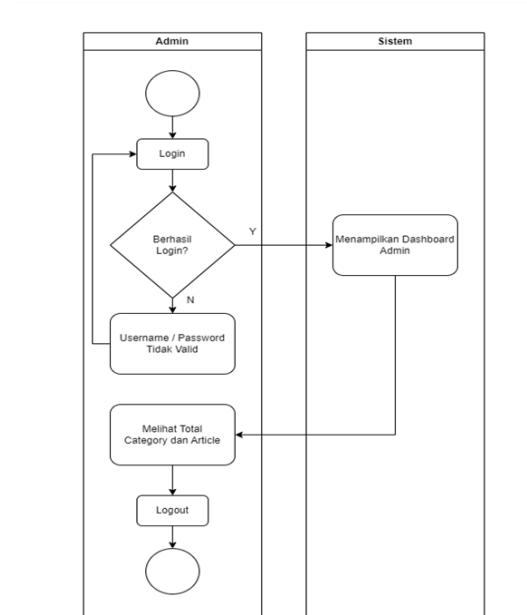 Admin
Sistem
Login
Berhasil
Login?
Y
Menampilkan Dashboard
Admin
N
Username / Password
Tidak Valid
Melihat Total
Category dan Article
Logout